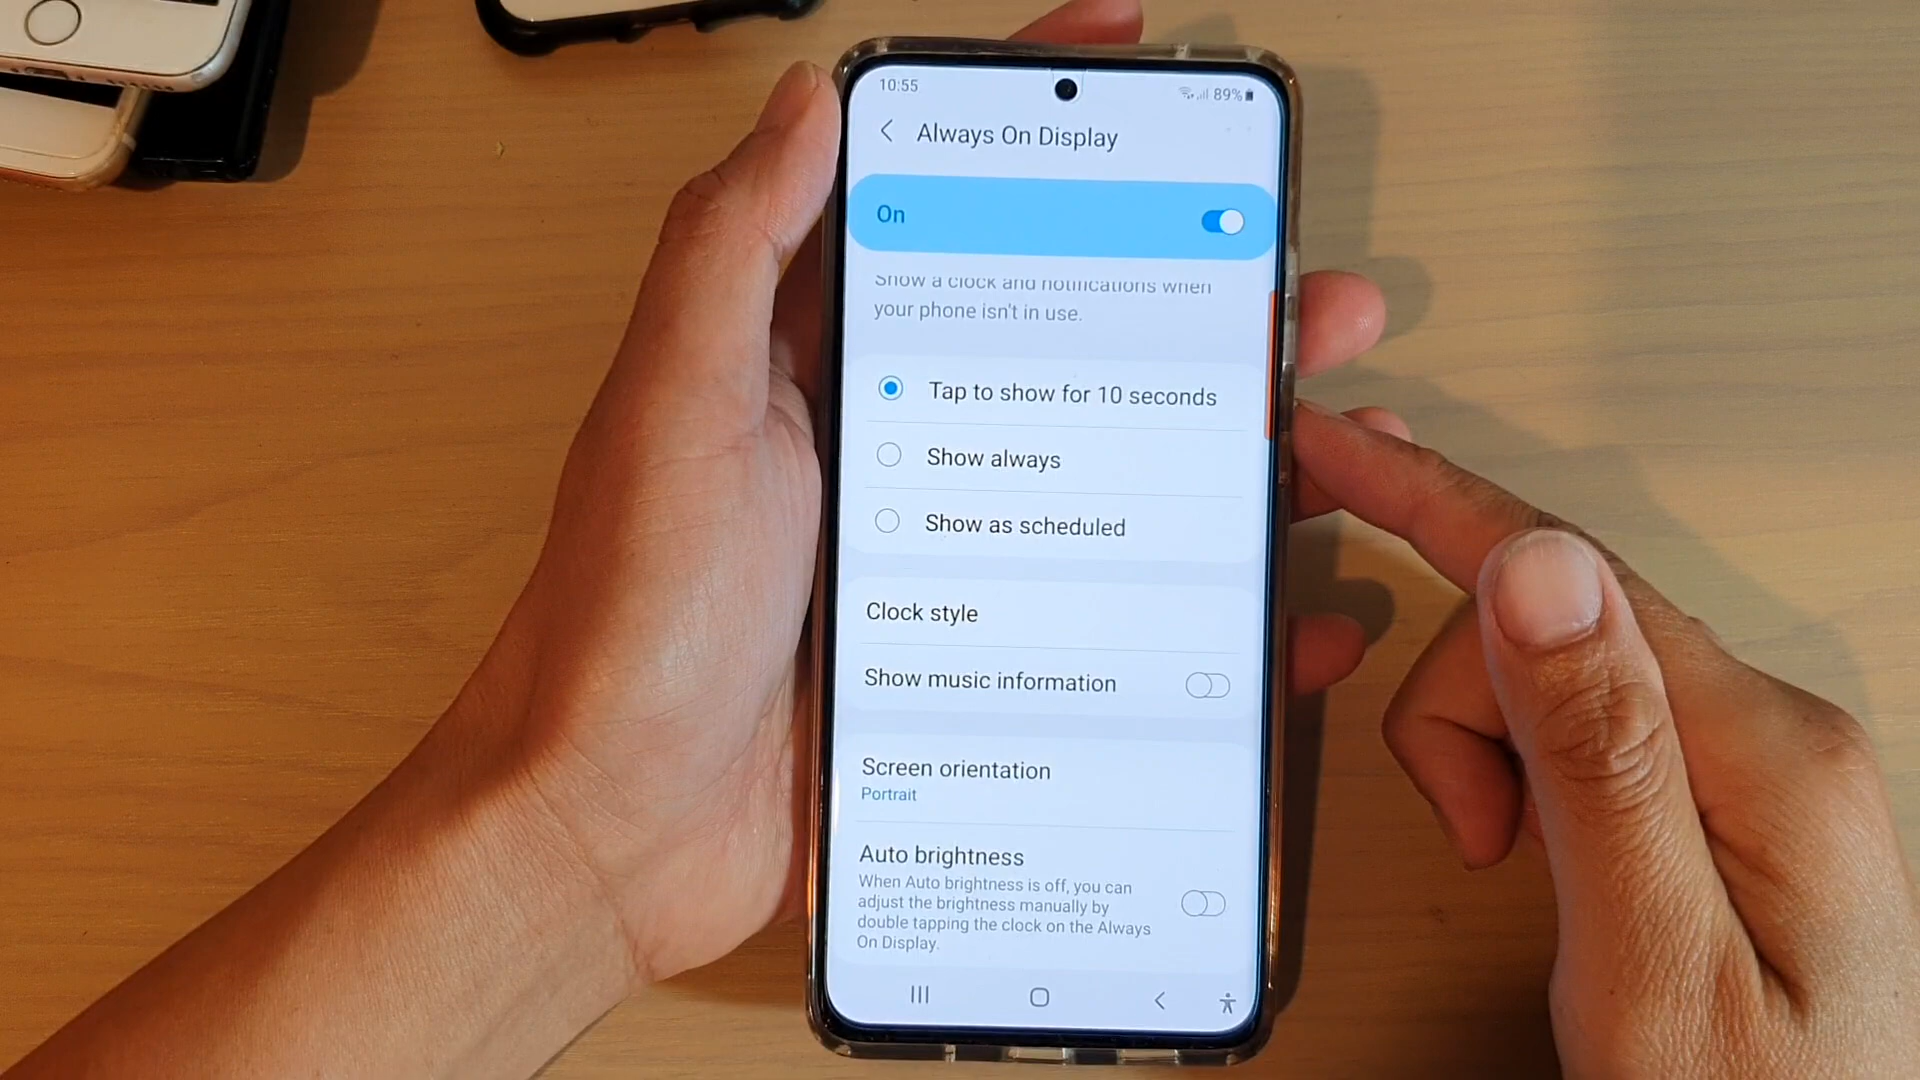 10:55
89%
Always On Display
On
Show a clock and notifications when
your phone isn't in use.
Tap to show for 10 seconds
Show always
Show as scheduled
Clock style
Show music information
Screen orientation
Portrait
Auto brightness
When Auto brightness is off, you can
adjust the brightness manually by
double tapping the clock on the Always
On Display.